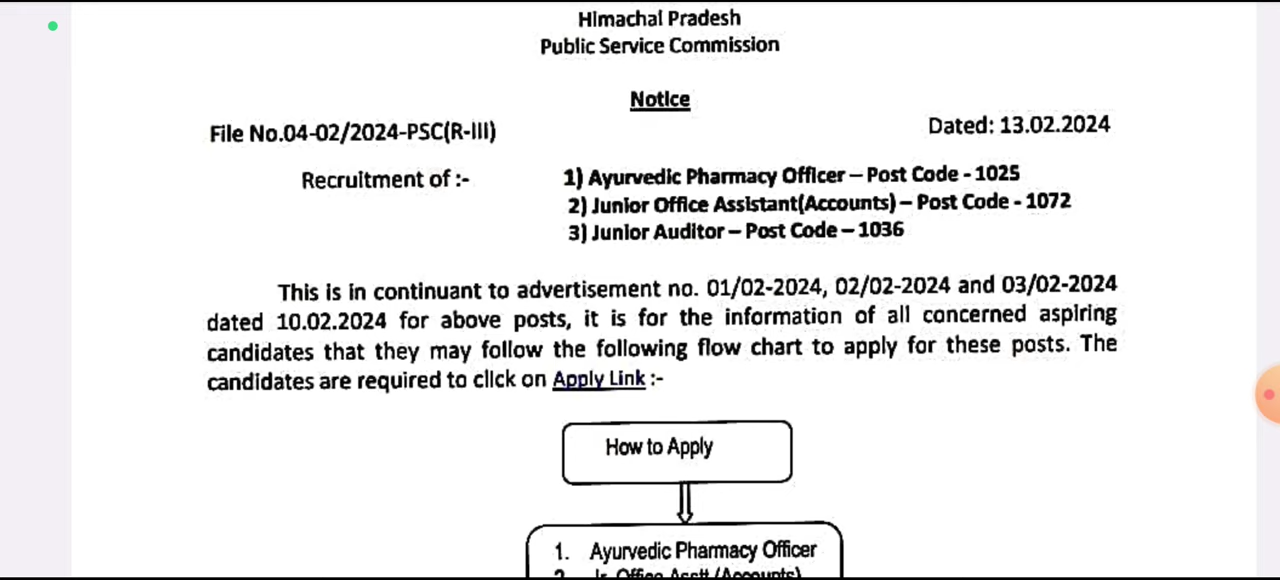 Himachal Pradesh
Public Service Commission
Notice
File No.04-02/2024-PSC(R-III)
Dated: 13.02.2024
Recruitment of :-
1) Ayurvedic Pharmacy Officer – Post Code - 1025
2) Junior Office Assistant(Accounts) – Post Code - 1072
3) Junior Auditor – Post Code – 1036
This is in continuant to advertisement no. 01/02-2024, 02/02-2024 and 03/02-2024
dated 10.02.2024 for above posts, it is for the information of all concerned aspiring
candidates that they may follow the following flow chart to apply for these posts. The
candidates are required to click on Apply Link :-
How to Apply
1. Ayurvedic Pharmacy Officer
2. Jr. Office Asstt (Accounts)